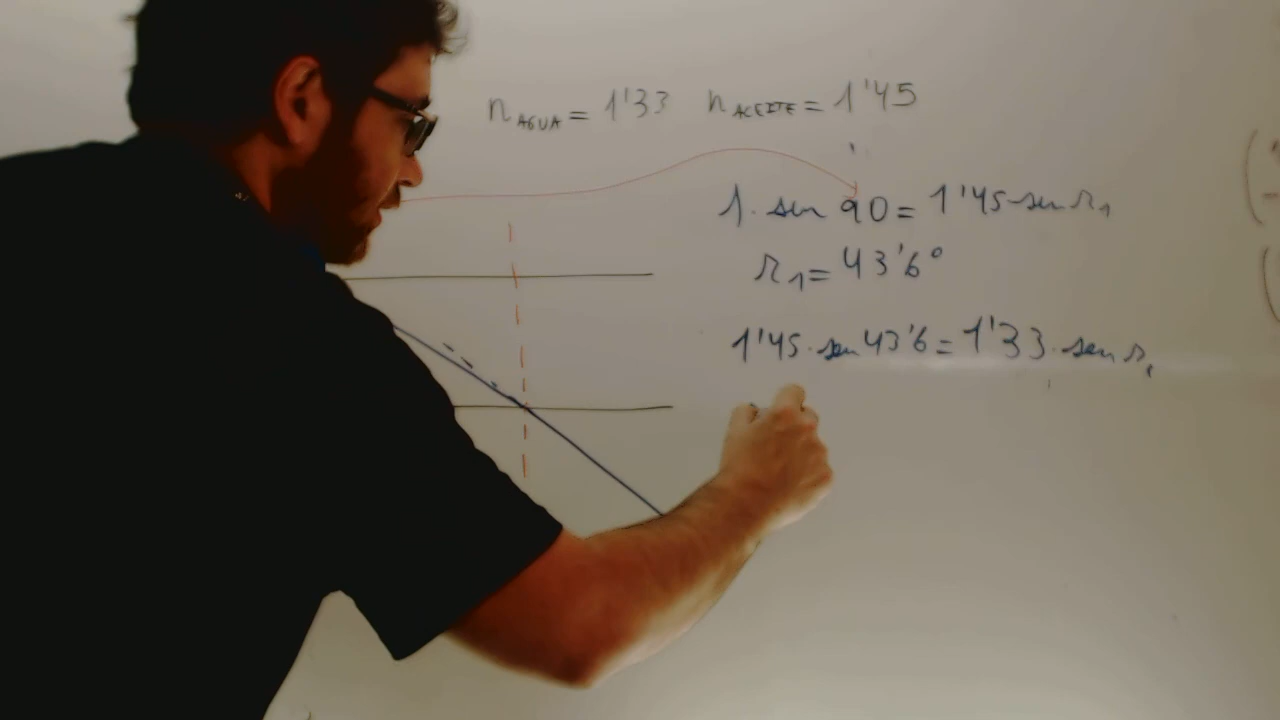 n AGUA = 1'33 n ACEITE = 1'45
1. sen 90 = 1'45 sen r1
r1 = 43'6°
1'45. sen 43'6 = 1'33. sen r